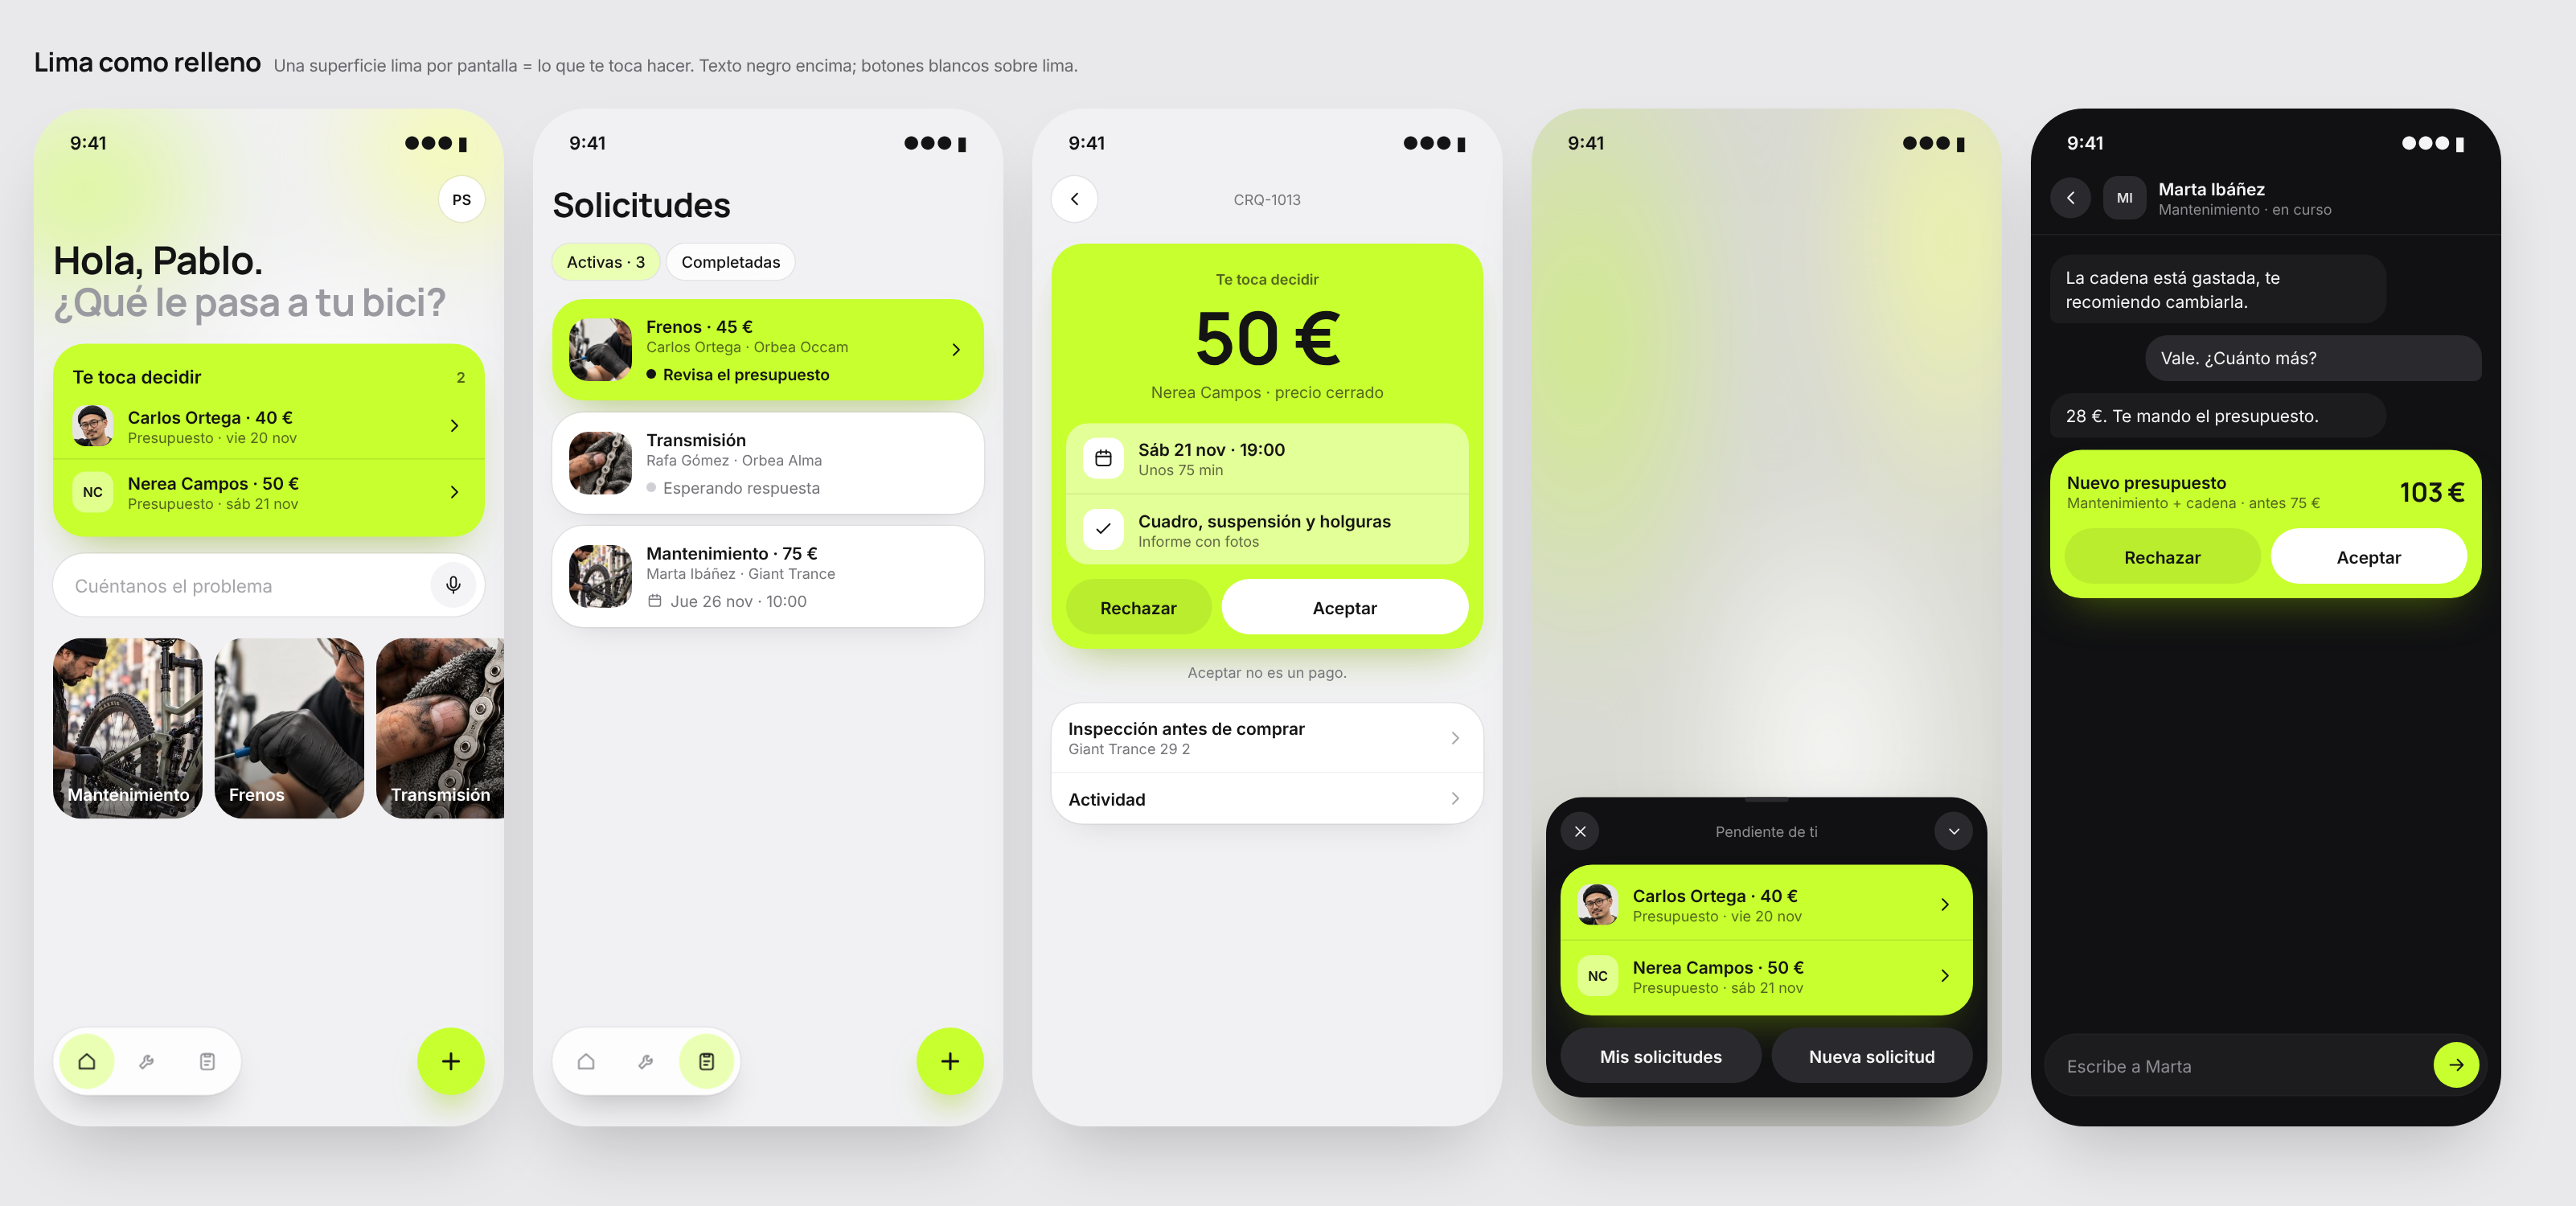 Lima como relleno Una superficie lima por pantalla = lo que te toca hacer. Texto negro encima; botones blancos sobre lima.
9:41
PS
Hola, Pablo.
¿Qué le pasa a tu bici?
Te toca decidir 2
Carlos Ortega · 40 €
Presupuesto · vie 20 nov
NC
Nerea Campos · 50 €
Presupuesto · sáb 21 nov
Cuéntanos el problema
Mantenimiento
Frenos
Transmisión
9:41
Solicitudes
Activas · 3
Completadas
Frenos · 45 €
Carlos Ortega · Orbea Occam
Revisa el presupuesto
Transmisión
Rafa Gómez · Orbea Alma
Esperando respuesta
Mantenimiento · 75 €
Marta Ibáñez · Giant Trance
Jue 26 nov · 10:00
9:41
CRQ-1013
Te toca decidir
50 €
Nerea Campos · precio cerrado
Sáb 21 nov · 19:00
Unos 75 min
Cuadro, suspensión y holguras
Informe con fotos
Rechazar
Aceptar
Aceptar no es un pago.
Inspección antes de comprar
Giant Trance 29 2
Actividad
9:41
Pendiente de ti
Carlos Ortega · 40 €
Presupuesto · vie 20 nov
NC
Nerea Campos · 50 €
Presupuesto · sáb 21 nov
Mis solicitudes
Nueva solicitud
9:41
MI
Marta Ibáñez
Mantenimiento · en curso
La cadena está gastada, te
recomiendo cambiarla.
Vale. ¿Cuánto más?
28 €. Te mando el presupuesto.
Nuevo presupuesto
Mantenimiento + cadena · antes 75 €
103 €
Rechazar
Aceptar
Escribe a Marta